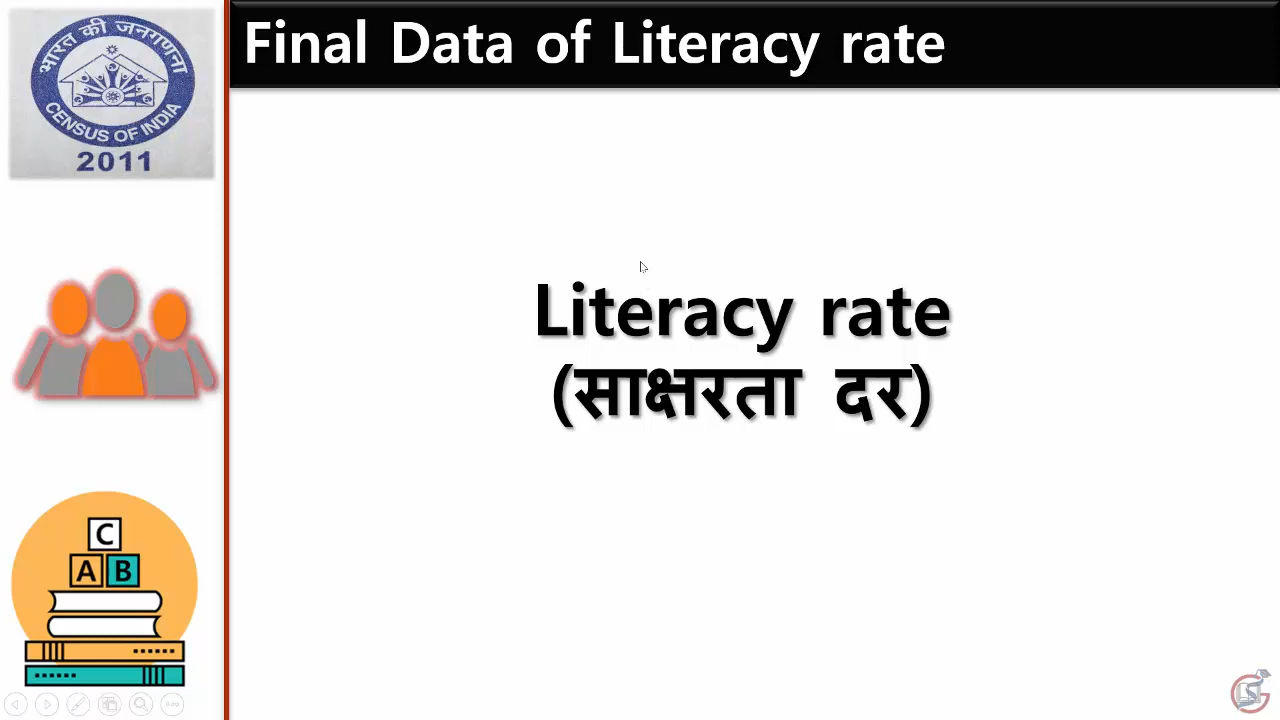 Final Data of Literacy rate
भारत की जनगणना
CENSUS OF INDIA
2011
Literacy rate
(साक्षरता दर)
C
A B